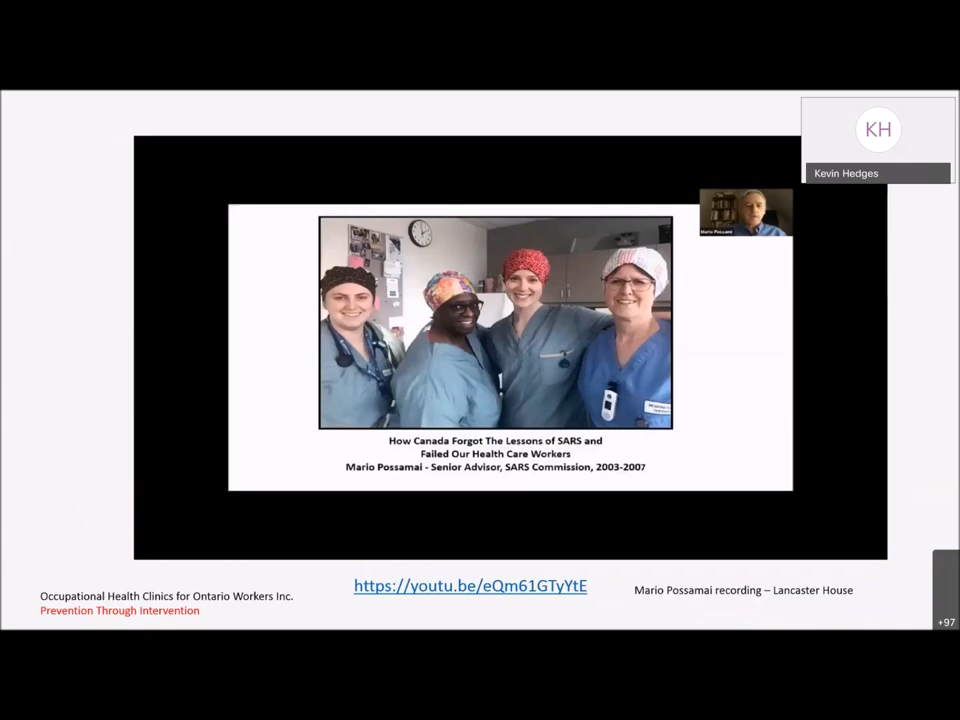 KH
Kevin Hedges
Mario Possami
How Canada Forgot The Lessons of SARS and
Failed Our Health Care Workers
Mario Possamai - Senior Advisor, SARS Commission, 2003-2007
https://youtu.be/eQm61GTyYtE
Occupational Health Clinics for Ontario Workers Inc.
Prevention Through Intervention
Mario Possamai recording – Lancaster House
+97